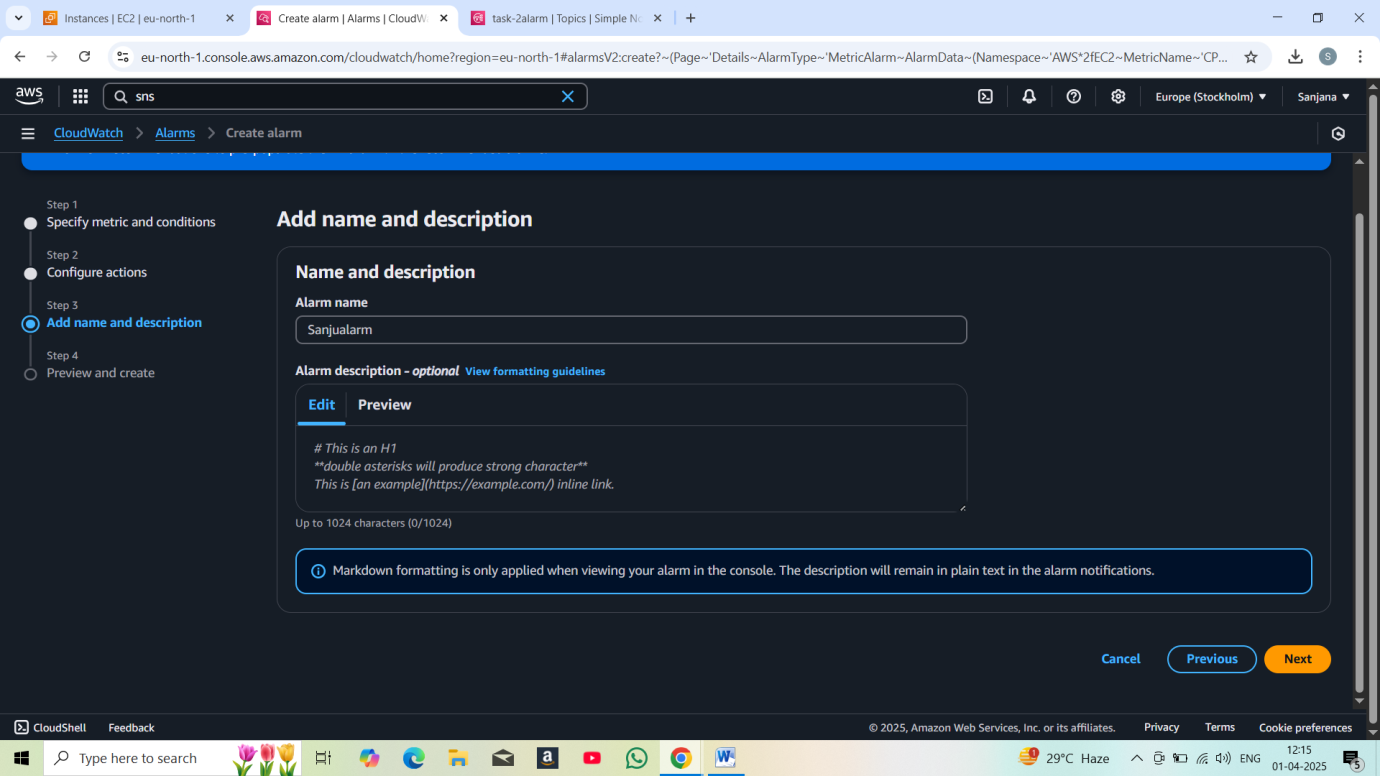 Instances | EC2 | eu-north-1
Create alarm | Alarms | CloudW
task-2alarm | Topics | Simple N
eu-north-1.console.aws.amazon.com/cloudwatch/home?region=eu-north-1#alarmsV2:create?~(Page~'Details~AlarmType~'MetricAlarm~AlarmData~(Namespace~'AWS*2fEC2~MetricName~'CP...
S
aws
sns
Europe (Stockholm)
Sanjana
CloudWatch
Alarms
Create alarm
Step 1
Specify metric and conditions
Step 2
Configure actions
Step 3
Add name and description
Step 4
Preview and create
Add name and description
Name and description
Alarm name
Sanjualarm
Alarm description - optional View formatting guidelines
Edit
Preview
# This is an H1
**double asterisks will produce strong character**
This is [an example](https://example.com/) inline link.
Up to 1024 characters (0/1024)
Markdown formatting is only applied when viewing your alarm in the console. The description will remain in plain text in the alarm notifications.
Cancel
Previous
Next
CloudShell
Feedback
© 2025, Amazon Web Services, Inc. or its affiliates.
Privacy
Terms
Cookie preferences
Type here to search
1
29°C Haze
ENG
12:15
01-04-2025
5